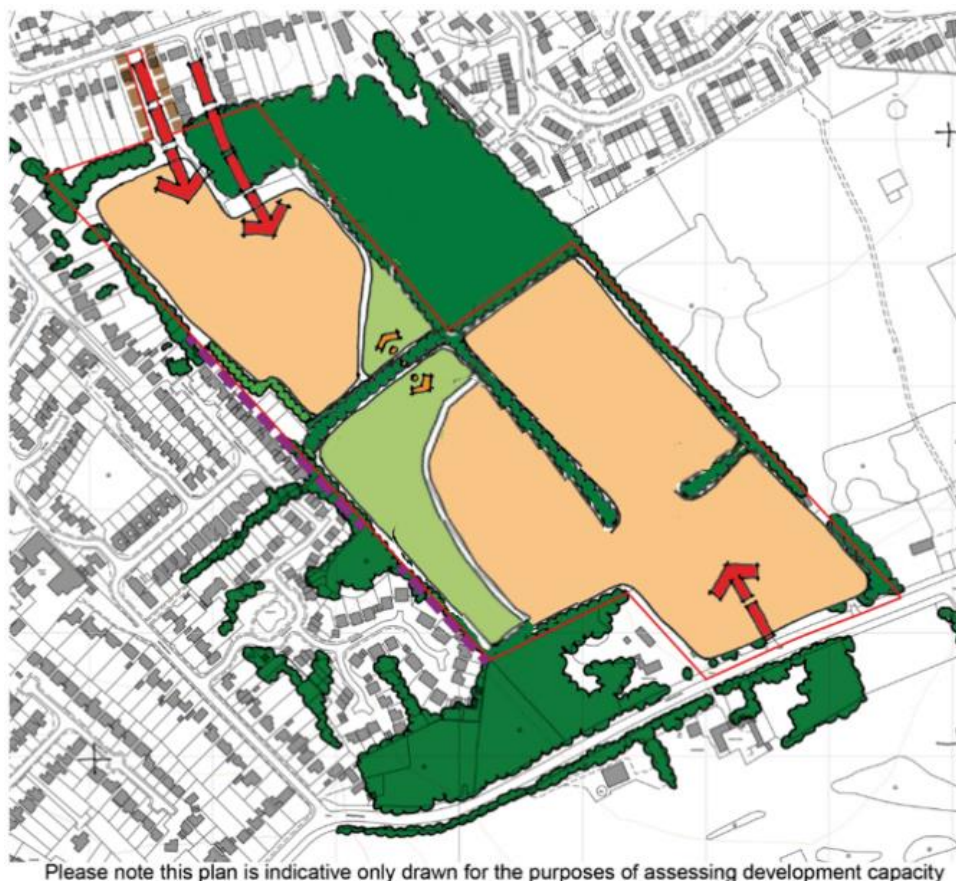 Please note this plan is indicative only drawn for the purposes of assessing development capacity